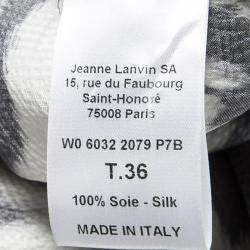 Jeanne Lanvin SA
15, rue du Faubourg
Saint-Honoré
75008 Paris
W0 6032 2079 P7B
T.36
100% Soie - Silk
MADE IN ITALY